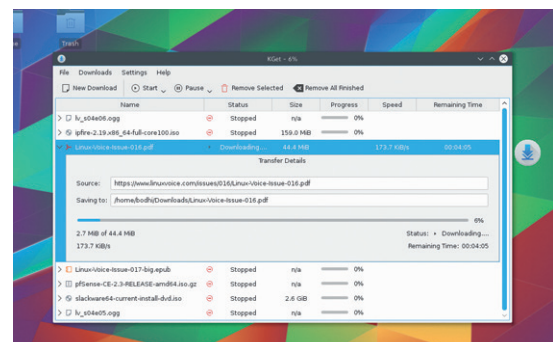 Trash
KGet – 6%
File Downloads Settings Help
New Download Start Pause Remove Selected Remove All Finished
Name Status Size Progress Speed Remaining Time
lv_s04e06.ogg Stopped n/a 0%
ipfire-2.19.x86_64-full-core100.iso Stopped 159.0 MiB 0%
Linux-Voice-Issue-016.pdf Downloading.... 44.4 MiB 173.7 KiB/s 00:04:05
Transfer Details
Source: https://www.linuxvoice.com/issues/016/Linux-Voice-Issue-016.pdf
Saving to: /home/bodhi/Downloads/Linux-Voice-Issue-016.pdf
6%
2.7 MiB of 44.4 MiB Status: Downloading....
173.7 KiB/s Remaining Time: 00:04:05
Linux-Voice-Issue-017-big.epub Stopped n/a 0%
pfSense-CE-2.3-RELEASE-amd64.iso.gz Stopped n/a 0%
slackware64-current-install-dvd.iso Stopped 2.6 GiB 0%
lv_s04e05.ogg Stopped n/a 0%